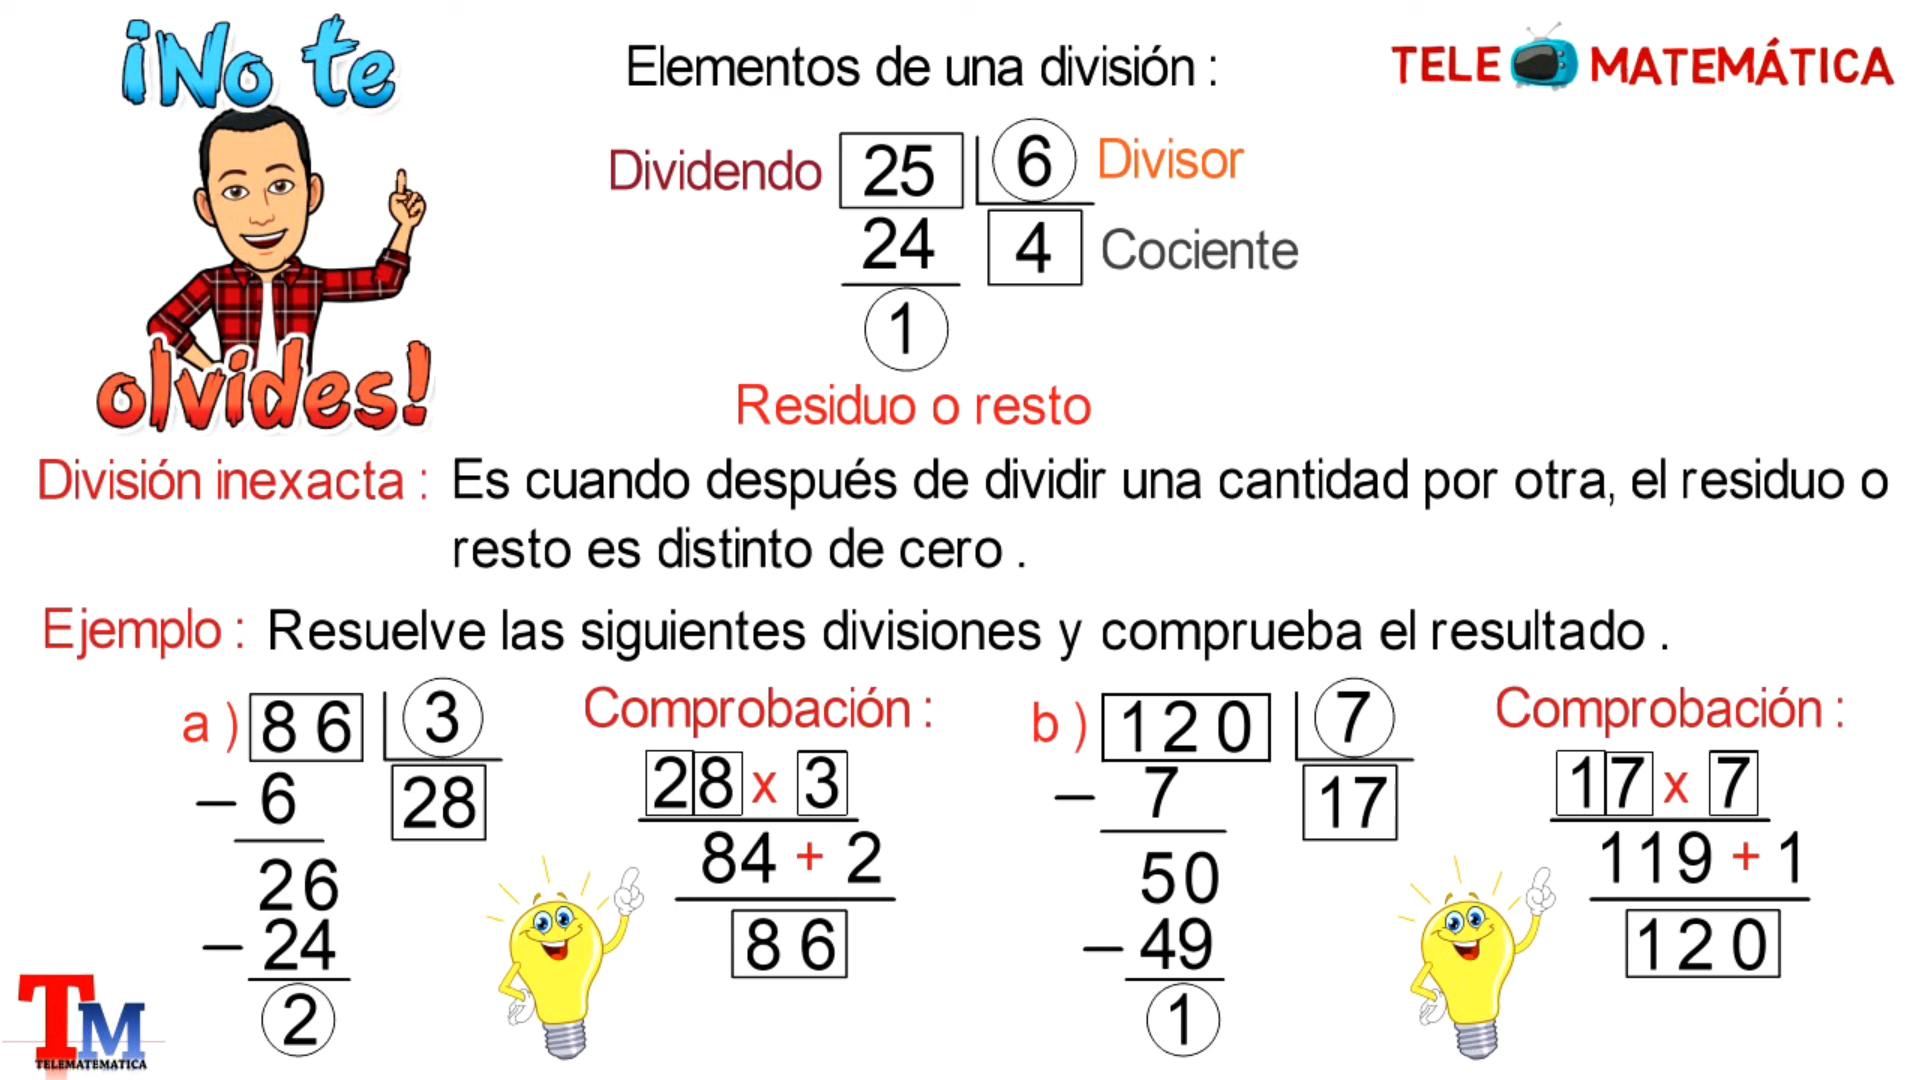 ¡No te
olvides!
Elementos de una división :
TELE MATEMÁTICA
Dividendo 25 6 Divisor
24 4 Cociente
1
Residuo o resto
División inexacta : Es cuando después de dividir una cantidad por otra, el residuo o
resto es distinto de cero .
Ejemplo : Resuelve las siguientes divisiones y comprueba el resultado .
a ) 8 6 3
− 6 28
26
− 24
2
Comprobación :
28 x 3
84 + 2
8 6
b ) 1 2 0 7
− 7 17
50
− 49
1
Comprobación :
17 x 7
119 + 1
1 2 0
TM
TELEMATEMATICA